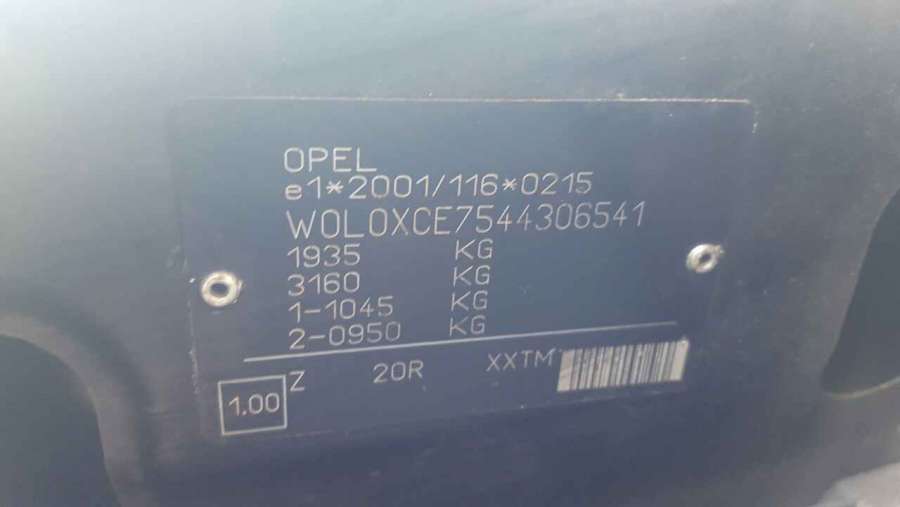 OPEL
e1*2001/116*0215
W0L0XCE7544306541
1935 KG
3160 KG
1-1045 KG
2-0950 KG
Z 20R XXTM
1.00